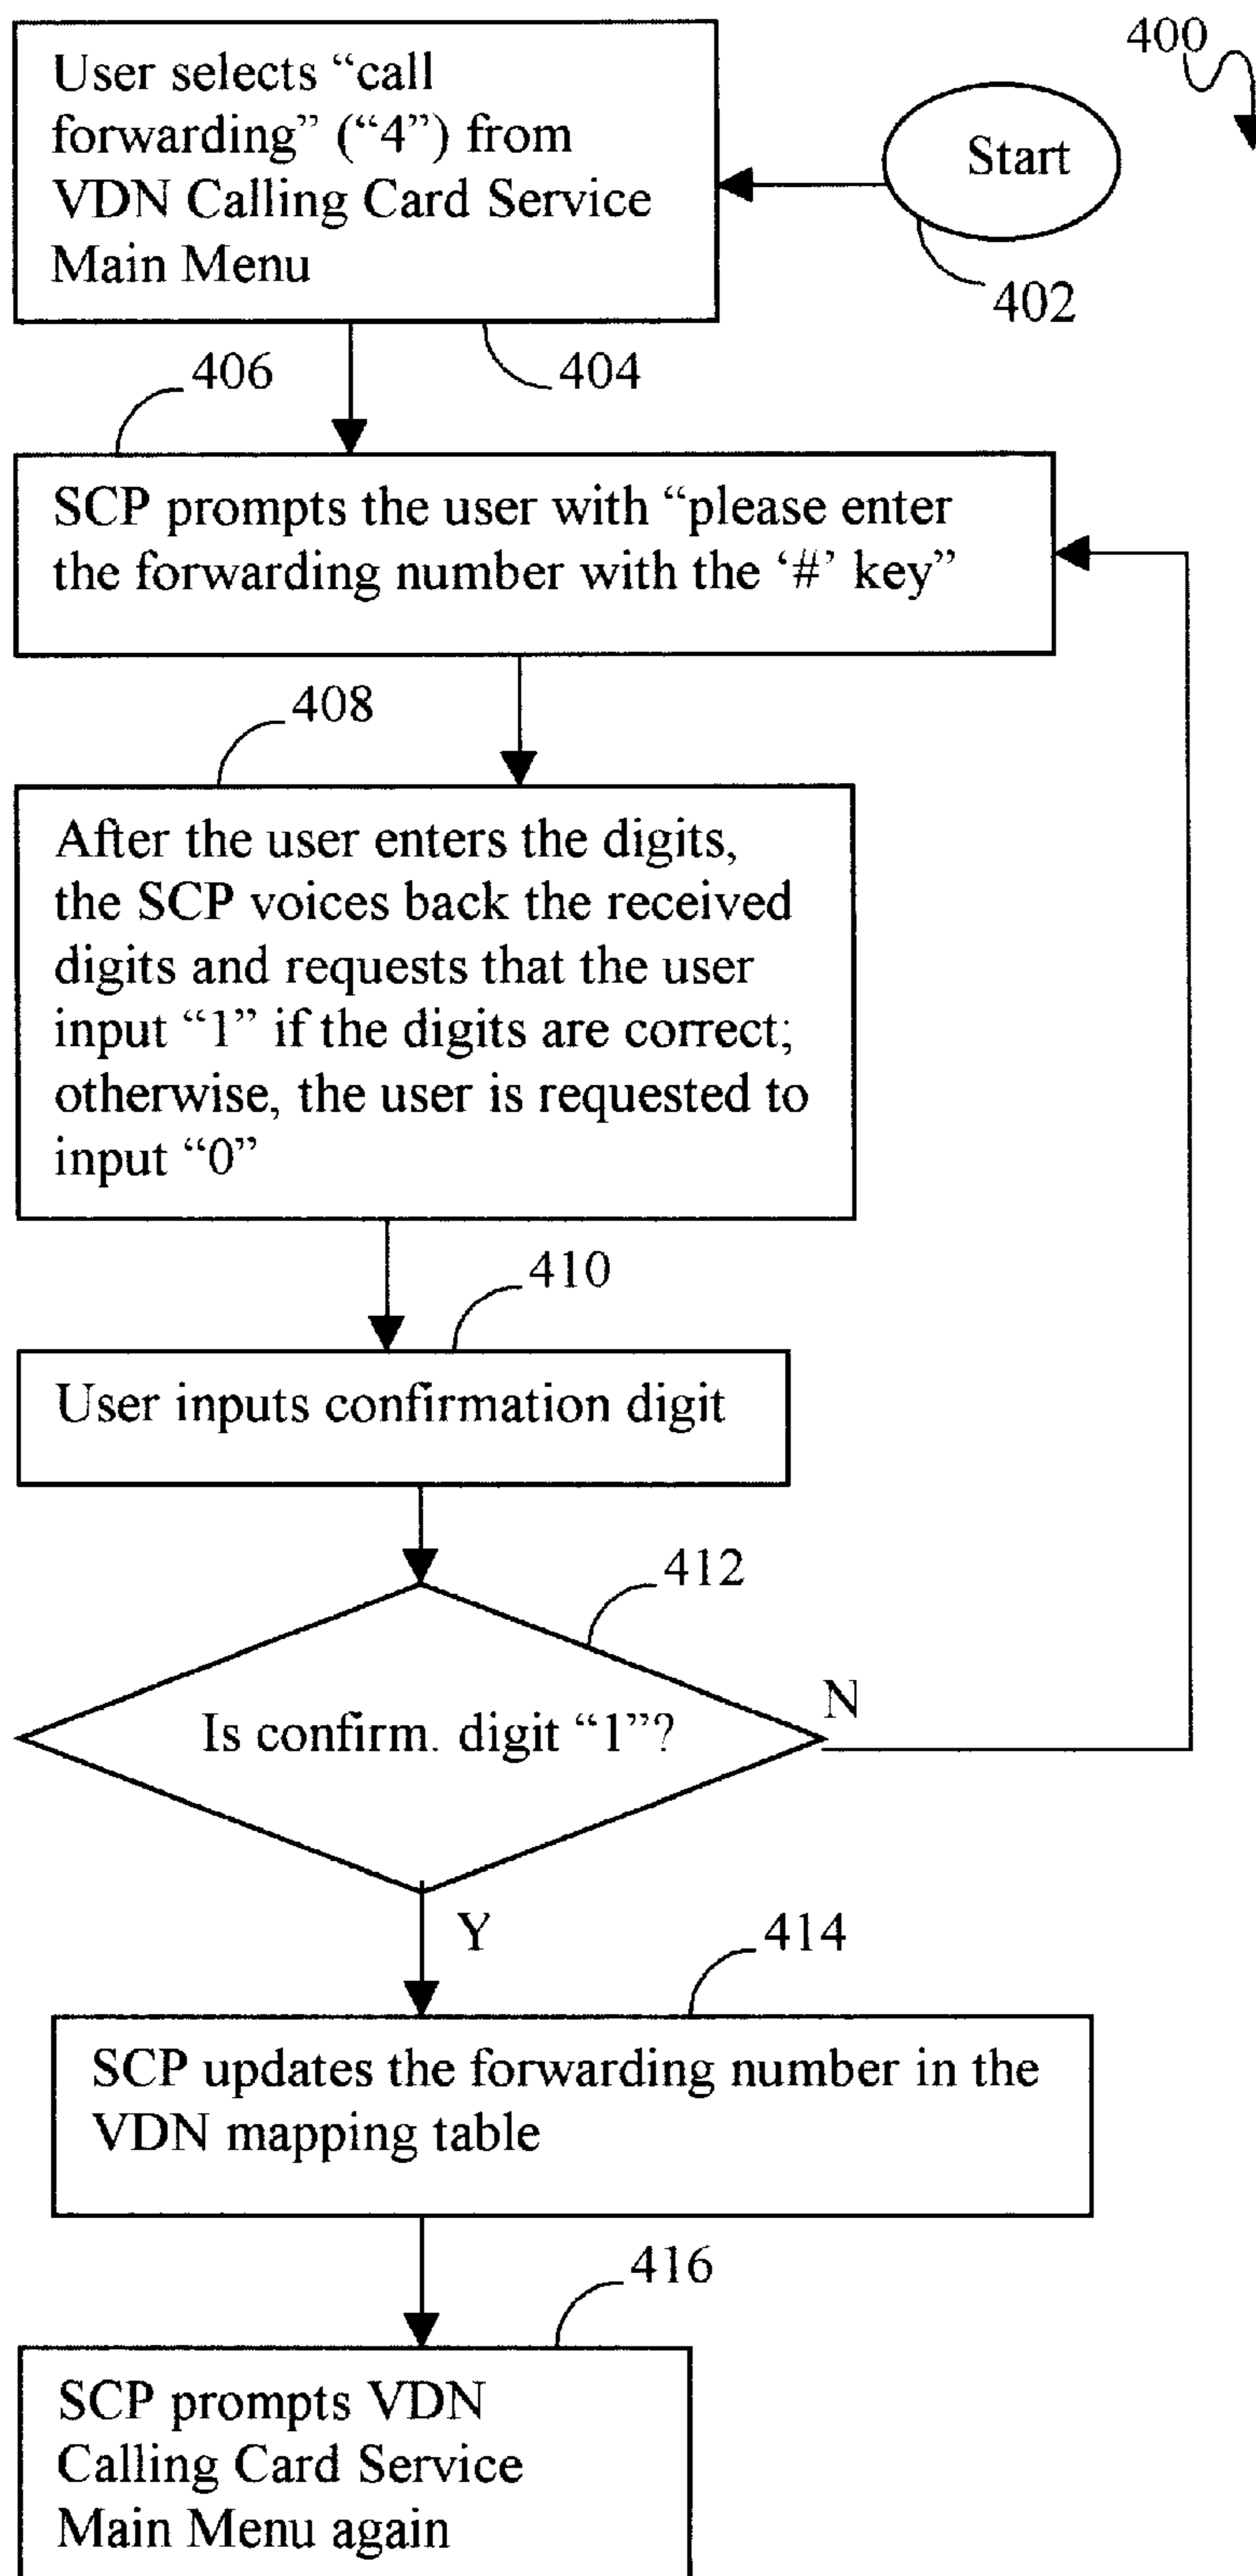 400
Start
402
User selects “call
forwarding” (“4”) from
VDN Calling Card Service
Main Menu
404
406
SCP prompts the user with “please enter
the forwarding number with the ‘#’ key”
408
After the user enters the digits,
the SCP voices back the received
digits and requests that the user
input “1” if the digits are correct;
otherwise, the user is requested to
input “0”
410
User inputs confirmation digit
412
Is confirm. digit “1”?
N
Y
414
SCP updates the forwarding number in the
VDN mapping table
416
SCP prompts VDN
Calling Card Service
Main Menu again